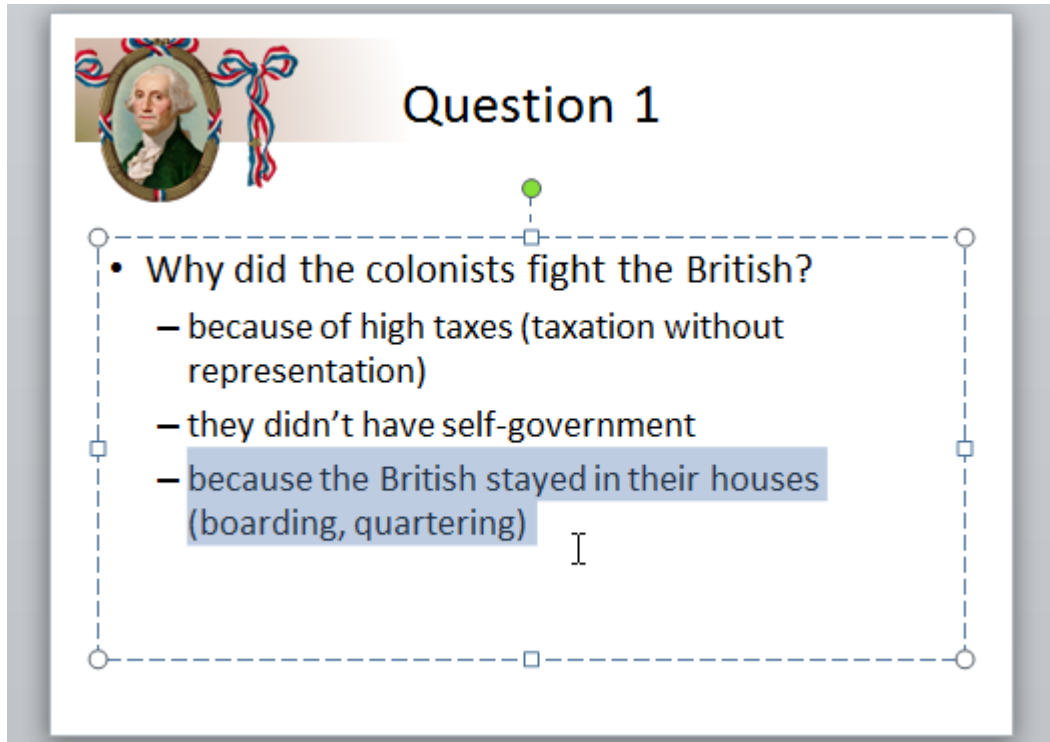 Question 1
• Why did the colonists fight the British?
– because of high taxes (taxation without
representation)
– they didn’t have self-government
– because the British stayed in their houses
(boarding, quartering)